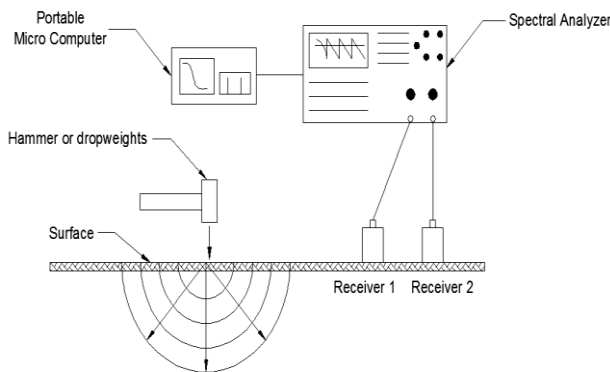 Portable
Micro Computer
Spectral Analyzer
Hammer or dropweights
Surface
Receiver 1
Receiver 2